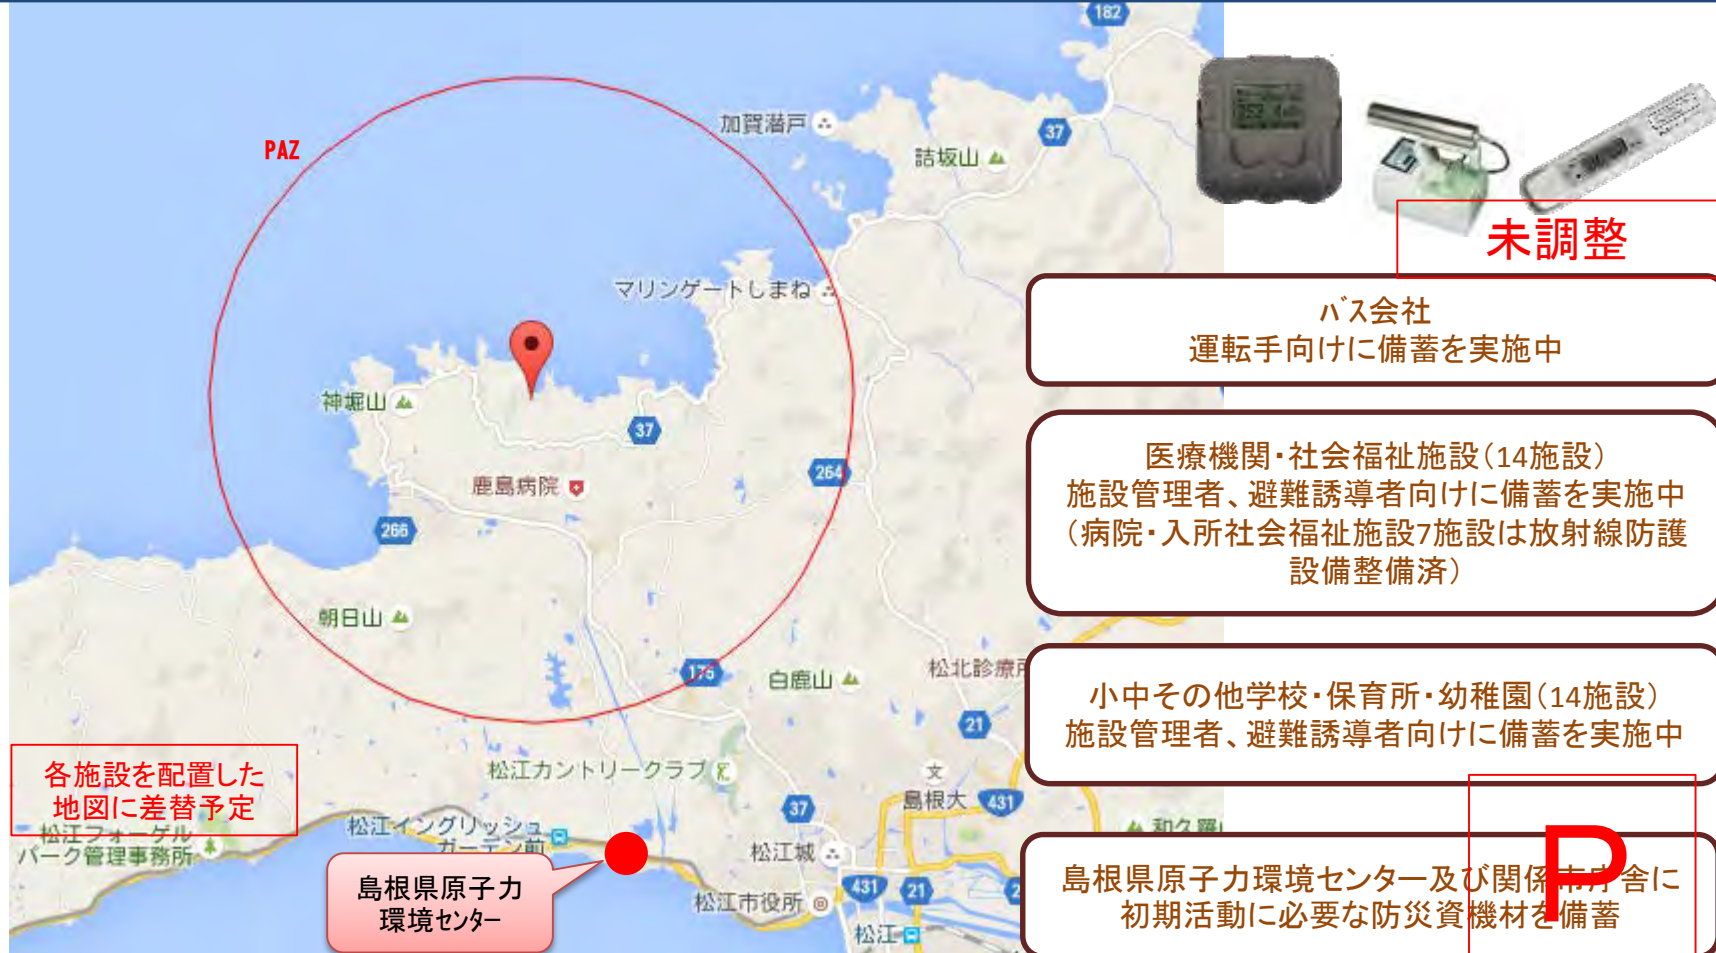 182
加賀潜戸
37
詰坂山
PAZ
未調整
マリンゲートしまね
バス会社
運転手向けに備蓄を実施中
神堀山
37
264
鹿島病院
266
医療機関・社会福祉施設(14施設)
施設管理者、避難誘導者向けに備蓄を実施中
(病院・入所社会福祉施設7施設は放射線防護
設備整備済)
朝日山
175
白鹿山
松北診療所
21
小中その他学校・保育所・幼稚園(14施設)
施設管理者、避難誘導者向けに備蓄を実施中
各施設を配置した
地図に差替予定
松江カントリークラブ
文
島根大
431
37
松江フォーゲル
パーク管理事務所
松江イングリッシュ
ガーデン前
松江城
和久羅
P
島根県原子力
環境センター
島根県原子力環境センター及び関係市庁舎に
初期活動に必要な防災資機材を備蓄
431
21
2
松江市役所
松江